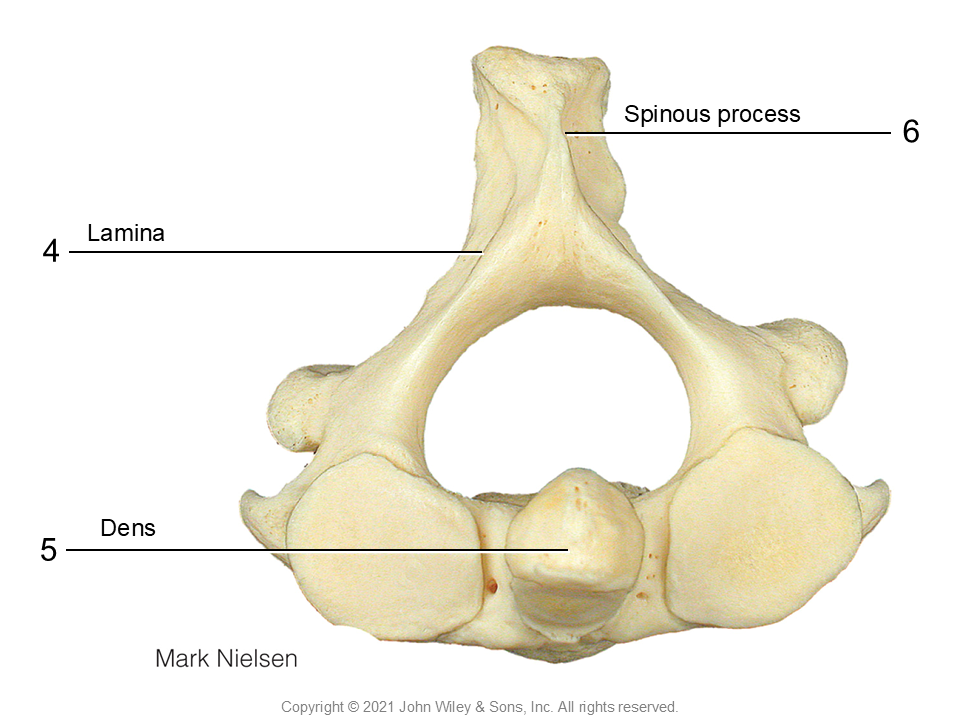 Spinous process
6
4
Lamina
Dens
5
Mark Nielsen
Copyright © 2021 John Wiley & Sons, Inc. All rights reserved.